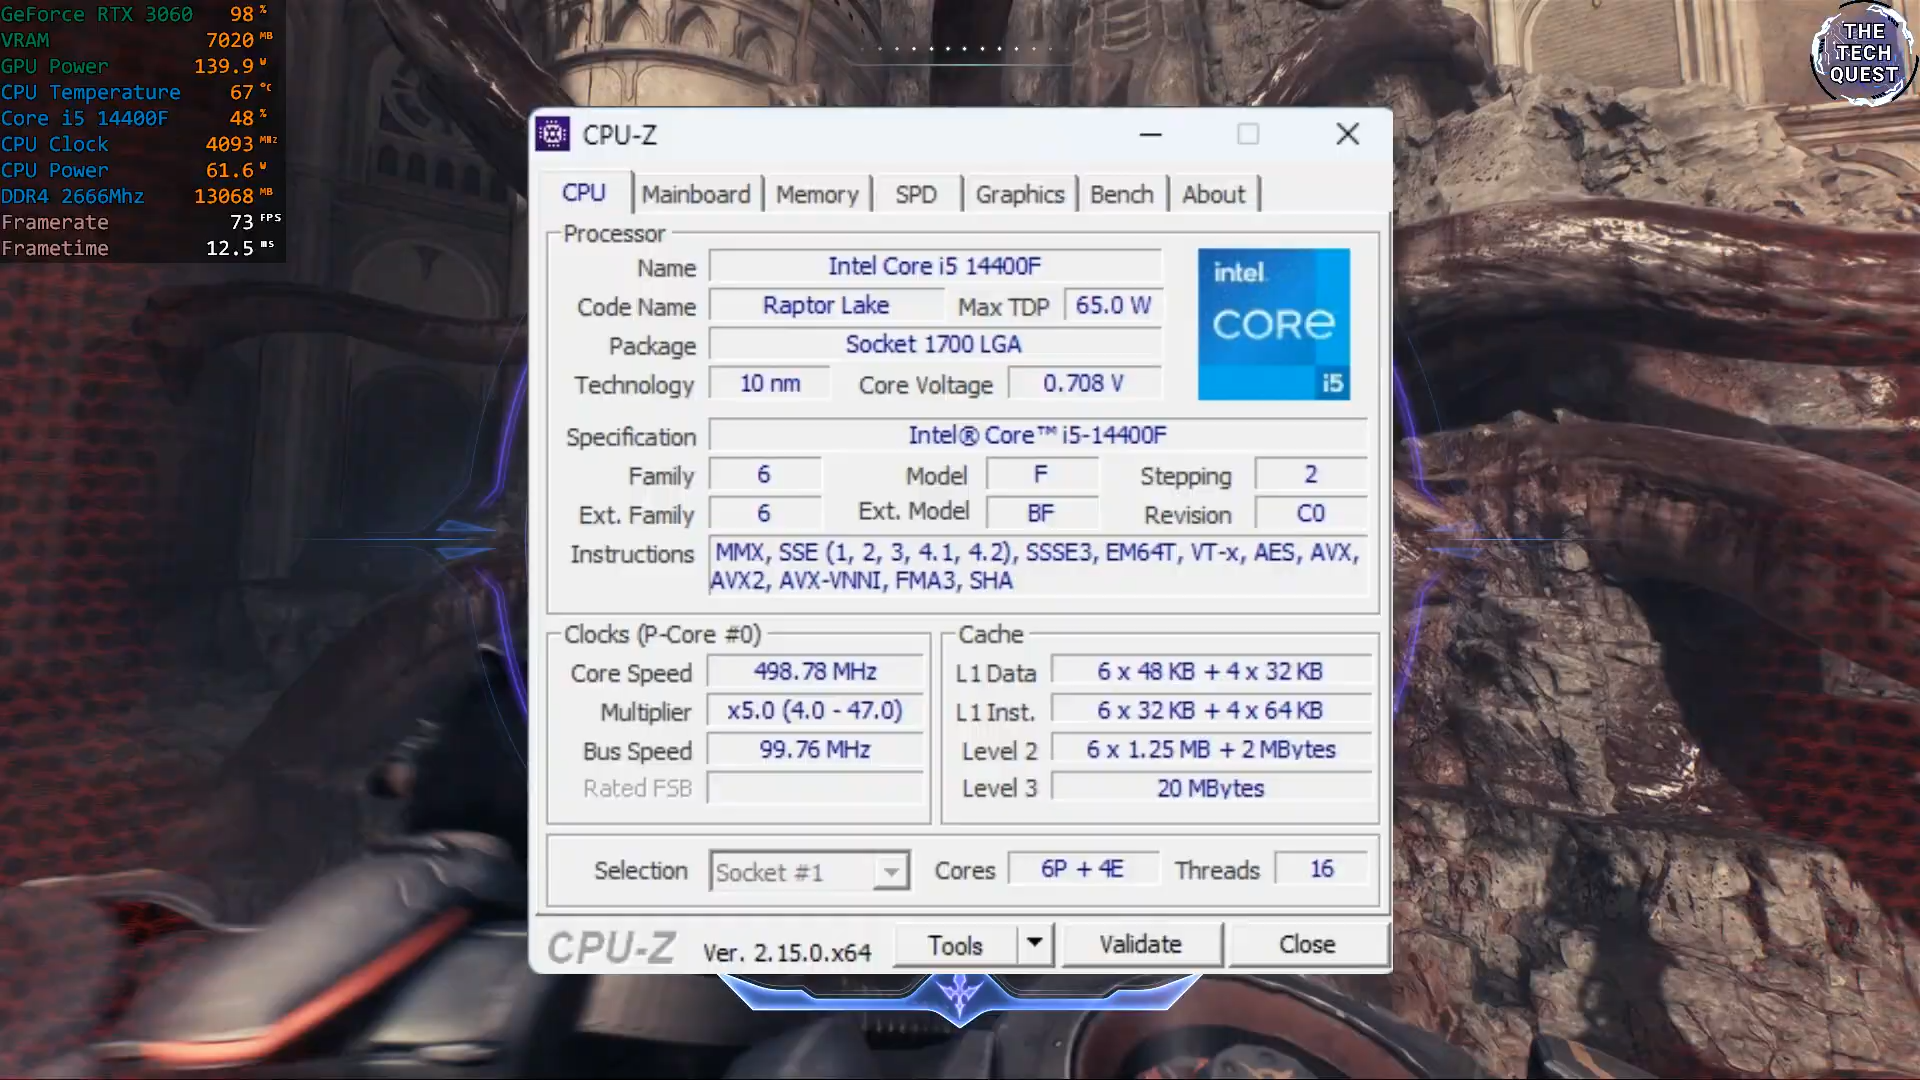 GeForce RTX 3060 98 %
VRAM 7020 MB
GPU Power 139.9 W
CPU Temperature 67 °C
Core i5 14400F 48 %
CPU Clock 4093 MHz
CPU Power 61.6 W
DDR4 2666Mhz 13068 MB
Framerate 73 FPS
Frametime 12.5 ms
THE
TECH
QUEST
CPU-Z
CPU Mainboard Memory SPD Graphics Bench About
Processor
Name Intel Core i5 14400F
Code Name Raptor Lake Max TDP 65.0 W
Package Socket 1700 LGA
Technology 10 nm Core Voltage 0.708 V
intel
CORE
i5
Specification Intel® Core™ i5-14400F
Family 6 Model F Stepping 2
Ext. Family 6 Ext. Model BF Revision C0
Instructions MMX, SSE (1, 2, 3, 4.1, 4.2), SSSE3, EM64T, VT-x, AES, AVX,
AVX2, AVX-VNNI, FMA3, SHA
Clocks (P-Core #0)
Core Speed 498.78 MHz
Multiplier x5.0 (4.0 - 47.0)
Bus Speed 99.76 MHz
Rated FSB
Cache
L1 Data 6 x 48 KB + 4 x 32 KB
L1 Inst. 6 x 32 KB + 4 x 64 KB
Level 2 6 x 1.25 MB + 2 MBytes
Level 3 20 MBytes
Selection Socket #1 Cores 6P + 4E Threads 16
CPU-Z Ver. 2.15.0.x64 Tools Validate Close